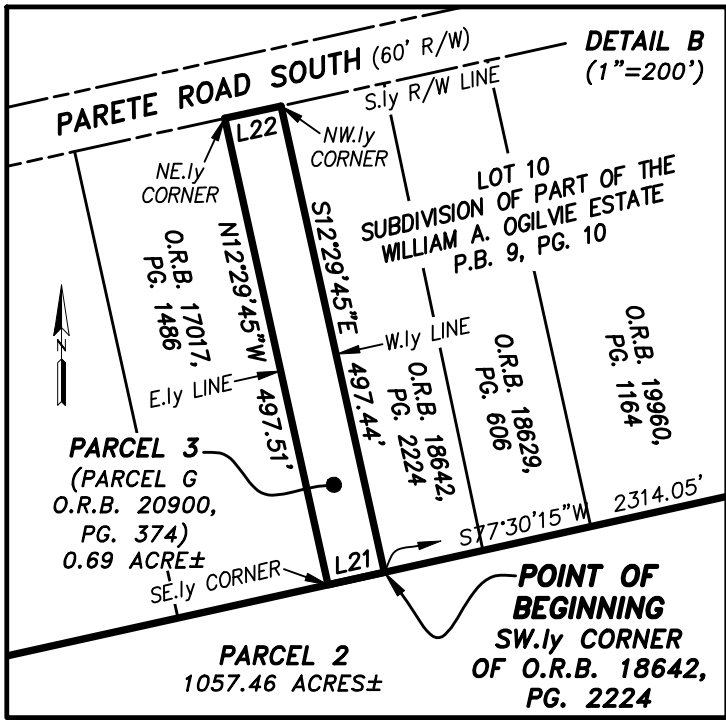 DETAIL B
(1"=200')
PARETE ROAD SOUTH (60' R/W)
S.ly R/W LINE
L22
NE.ly
CORNER
NW.ly
CORNER
LOT 10
SUBDIVISION OF PART OF THE
WILLIAM A. OGILVIE ESTATE
P.B. 9, PG. 10
O.R.B. 17017,
PG. 1486
N12°29'45"W
497.51'
S12°29'45"E
497.44'
N
E.ly LINE
W.ly LINE
O.R.B. 18642,
PG. 2224
O.R.B. 18629,
PG. 606
O.R.B. 19960,
PG. 1164
PARCEL 3
(PARCEL G
O.R.B. 20900,
PG. 374)
0.69 ACRE±
SE.ly CORNER
L21
S77°30'15"W 2314.05'
POINT OF
BEGINNING
SW.ly CORNER
OF O.R.B. 18642,
PG. 2224
PARCEL 2
1057.46 ACRES±